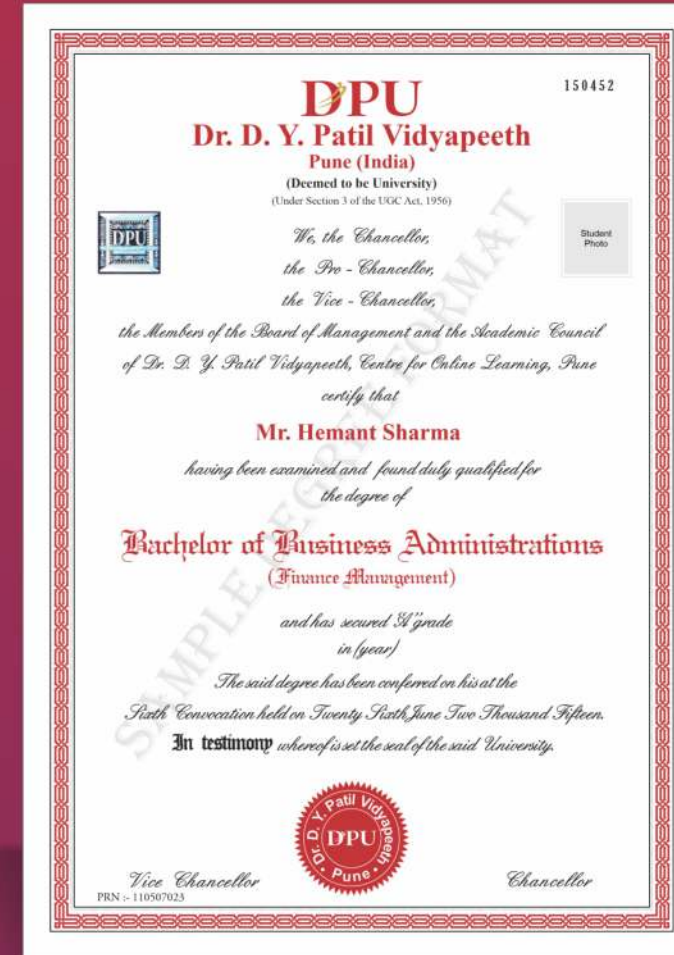 DPU
150452
Dr. D. Y. Patil Vidyapeeth
Pune (India)
(Deemed to be University)
(Under Section 3 of the UGC Act, 1956)
DPU
Student
Photo
We, the Chancellor,
the Pro - Chancellor,
the Vice - Chancellor,
the Members of the Board of Management and the Academic Council
of Dr. D. Y. Patil Vidyapeeth, Centre for Online Learning, Pune
certify that
Mr. Hemant Sharma
having been examined and found duly qualified for
the degree of
Bachelor of Business Administrations
(Finance Management)
and has secured "A" grade
in (year)
The said degree has been conferred on his at the
Sixth Convocation held on Twenty Sixth June Two Thousand Fifteen.
In testimony whereof is set the seal of the said University.
SAMPLE DEGREE FORMAT
Dr. D. Y. Patil Vidyapeeth
DPU
Pune
Vice Chancellor
Chancellor
PRN :- 110507023